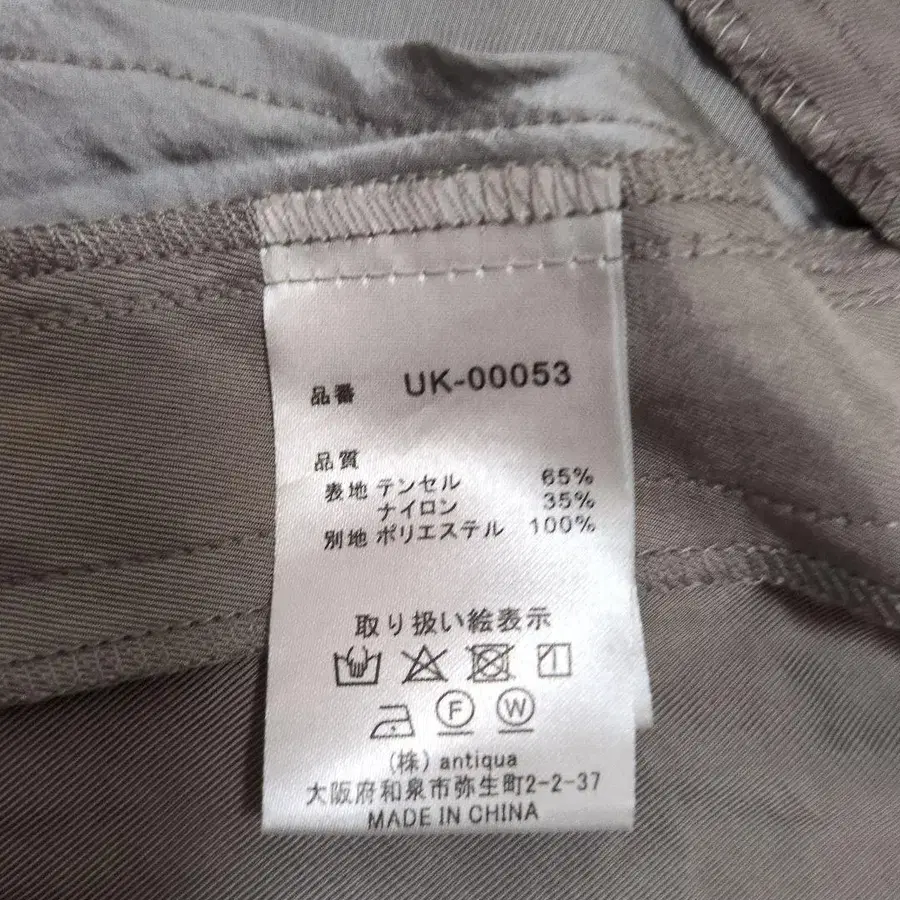 品番 UK-00053
品質
表地 テンセル 65%
ナイロン 35%
別地 ポリエステル 100%
取り扱い絵表示
F W
(株) antiqua
大阪府和泉市弥生町2-2-37
MADE IN CHINA